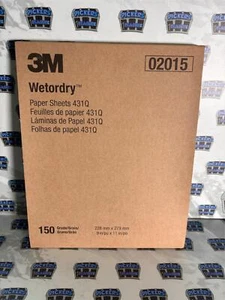 3M
02015
Wetordry™
Paper Sheets 431Q
Feuilles de papier 431Q
Láminas de Papel 431Q
Folhas de papel 431Q
150